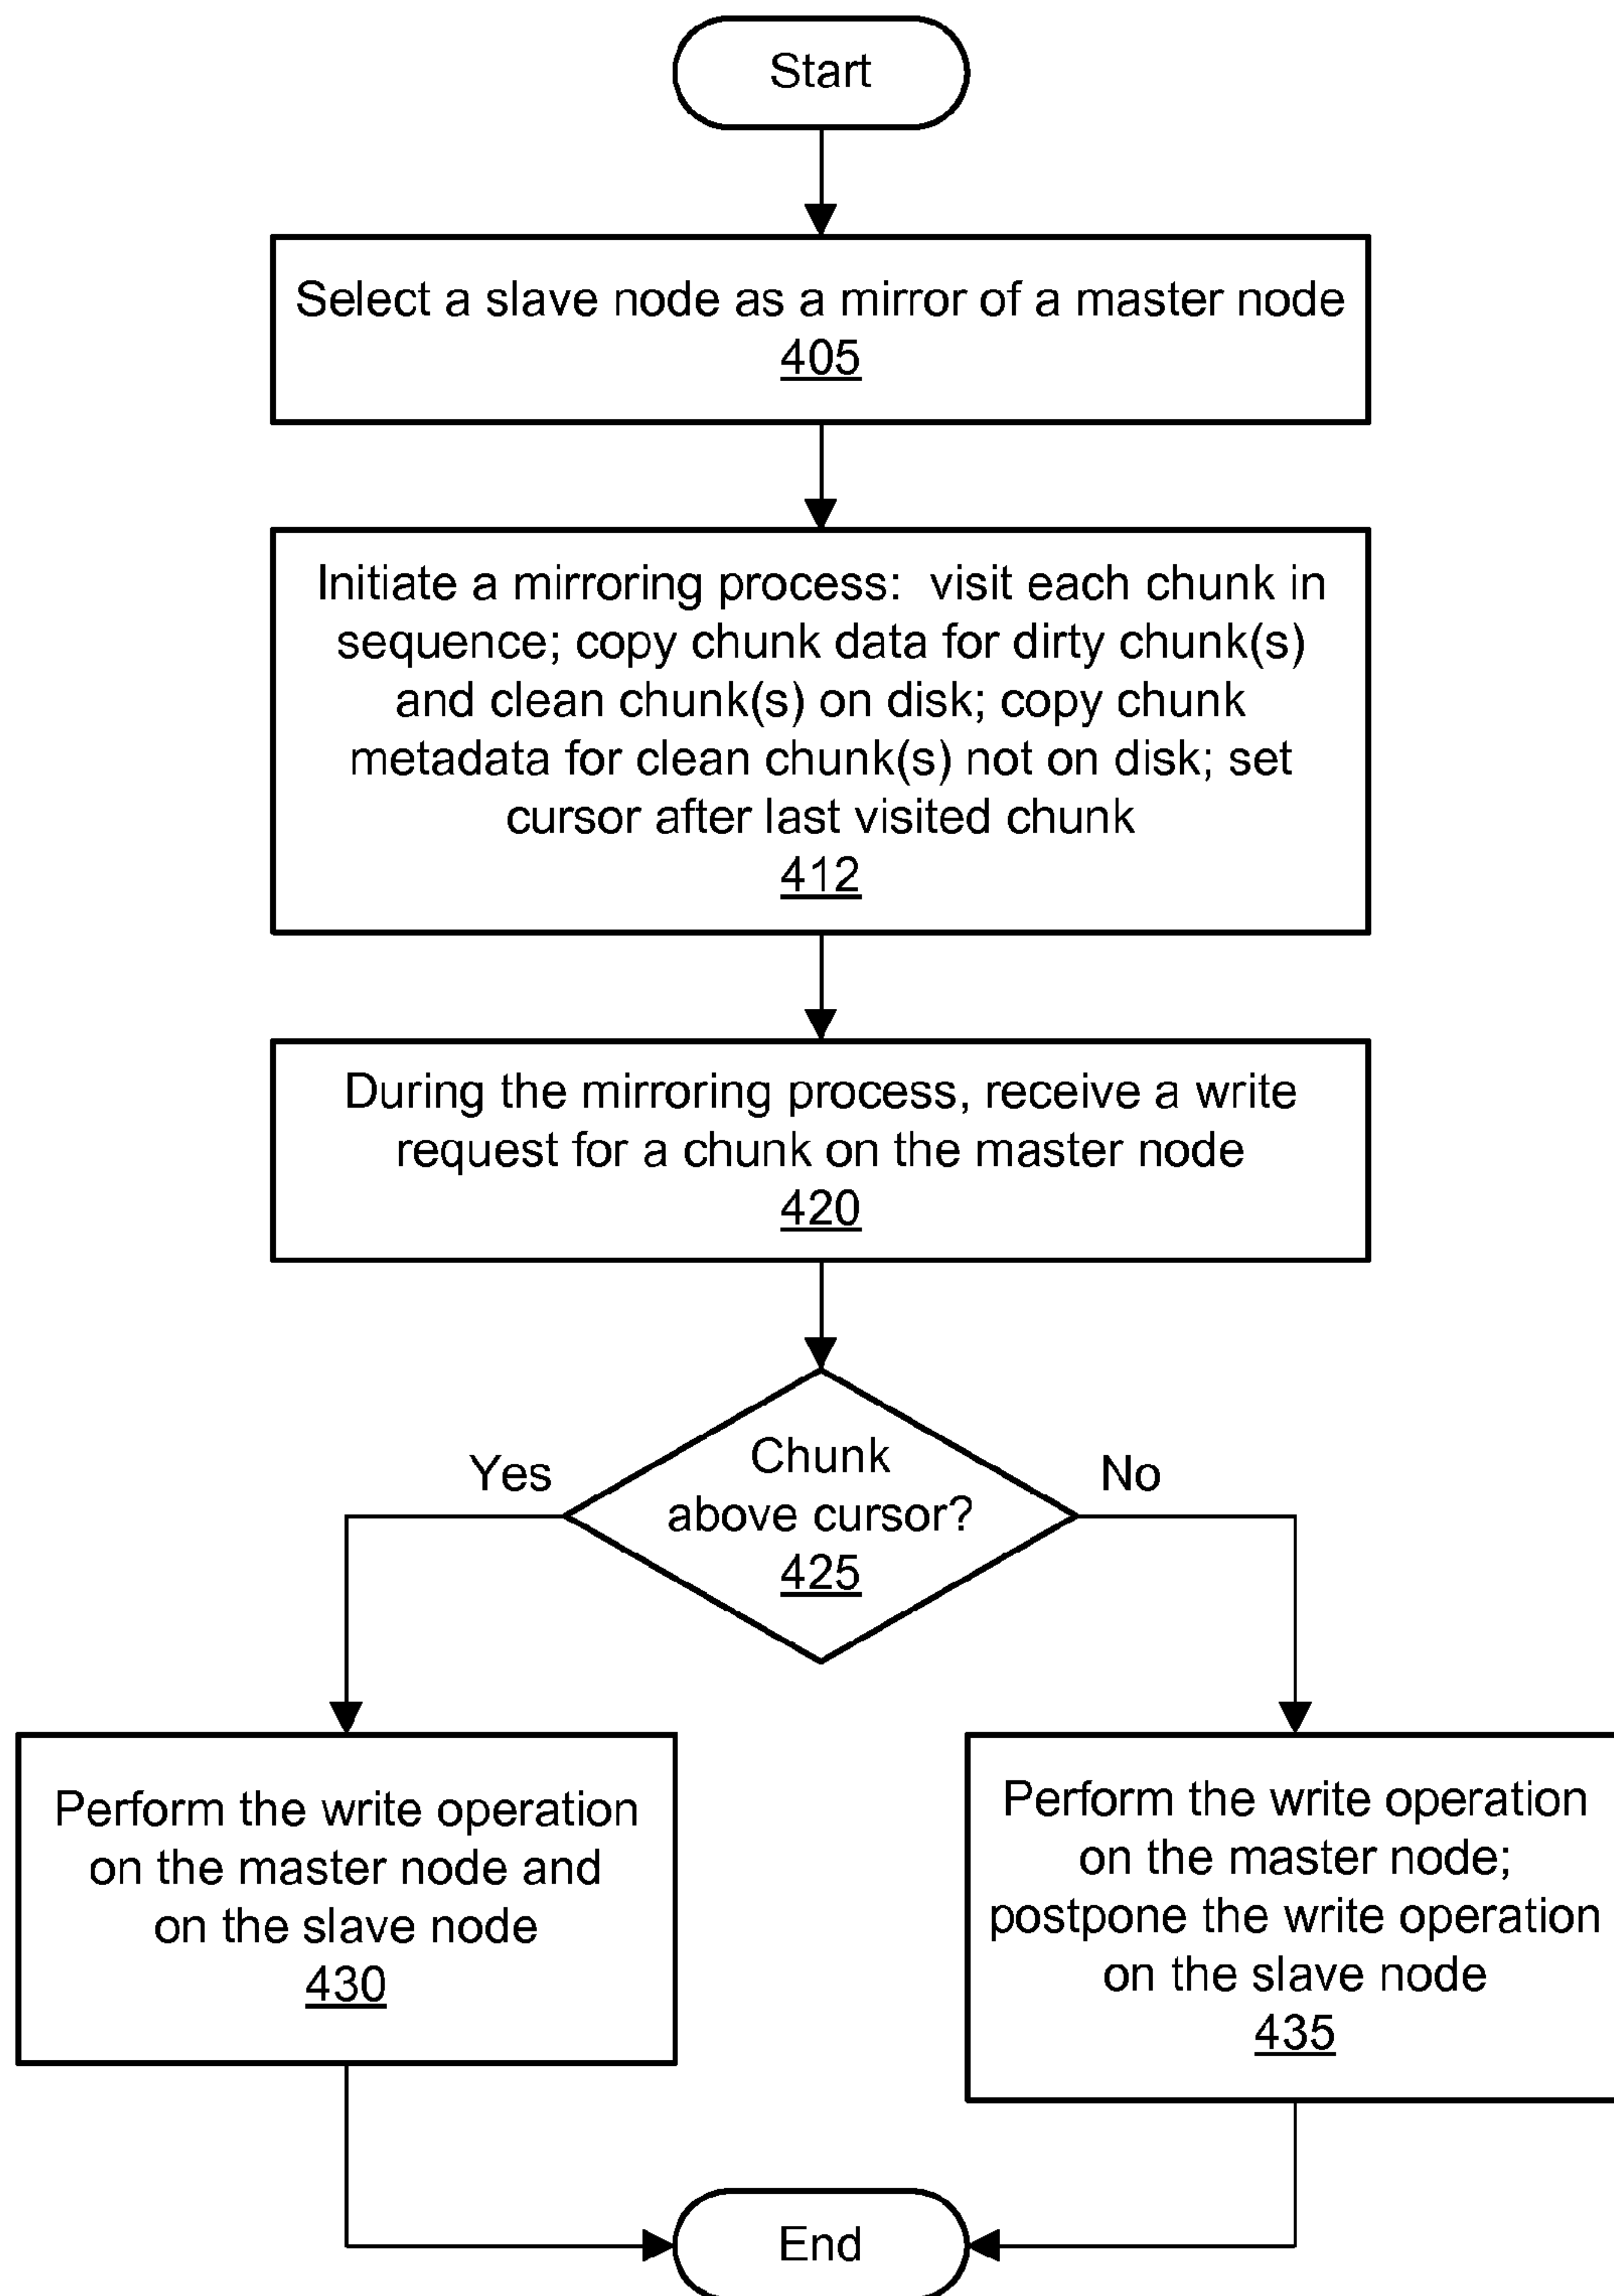 Start
Select a slave node as a mirror of a master node
405
Initiate a mirroring process:  visit each chunk in
sequence; copy chunk data for dirty chunk(s)
and clean chunk(s) on disk; copy chunk
metadata for clean chunk(s) not on disk; set
cursor after last visited chunk
412
During the mirroring process, receive a write
request for a chunk on the master node
420
Chunk
above cursor?
425
Yes
No
Perform the write operation
on the master node and
on the slave node
430
Perform the write operation
on the master node;
postpone the write operation
on the slave node
435
End